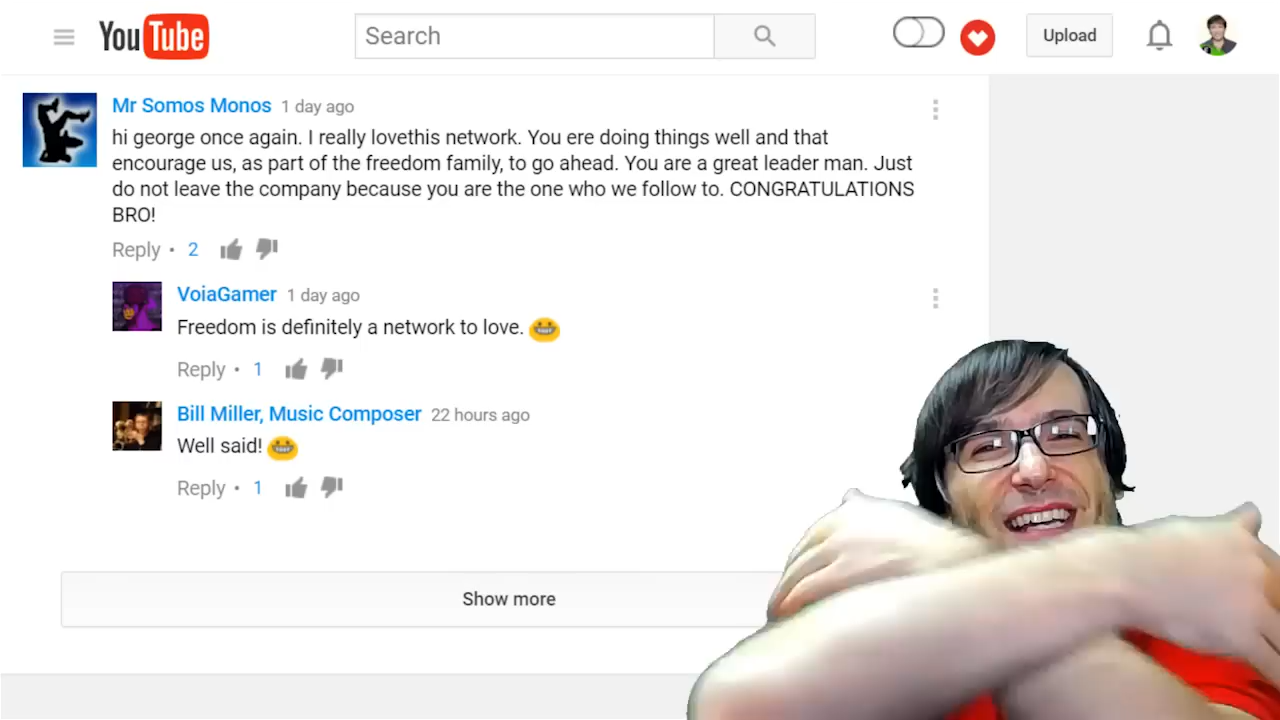 YouTube
Search
Upload
Mr Somos Monos 1 day ago
hi george once again. I really lovethis network. You ere doing things well and that
encourage us, as part of the freedom family, to go ahead. You are a great leader man. Just
do not leave the company because you are the one who we follow to. CONGRATULATIONS
BRO!
Reply • 2
VoiaGamer 1 day ago
Freedom is definitely a network to love.
Reply • 1
Bill Miller, Music Composer 22 hours ago
Well said!
Reply • 1
Show more